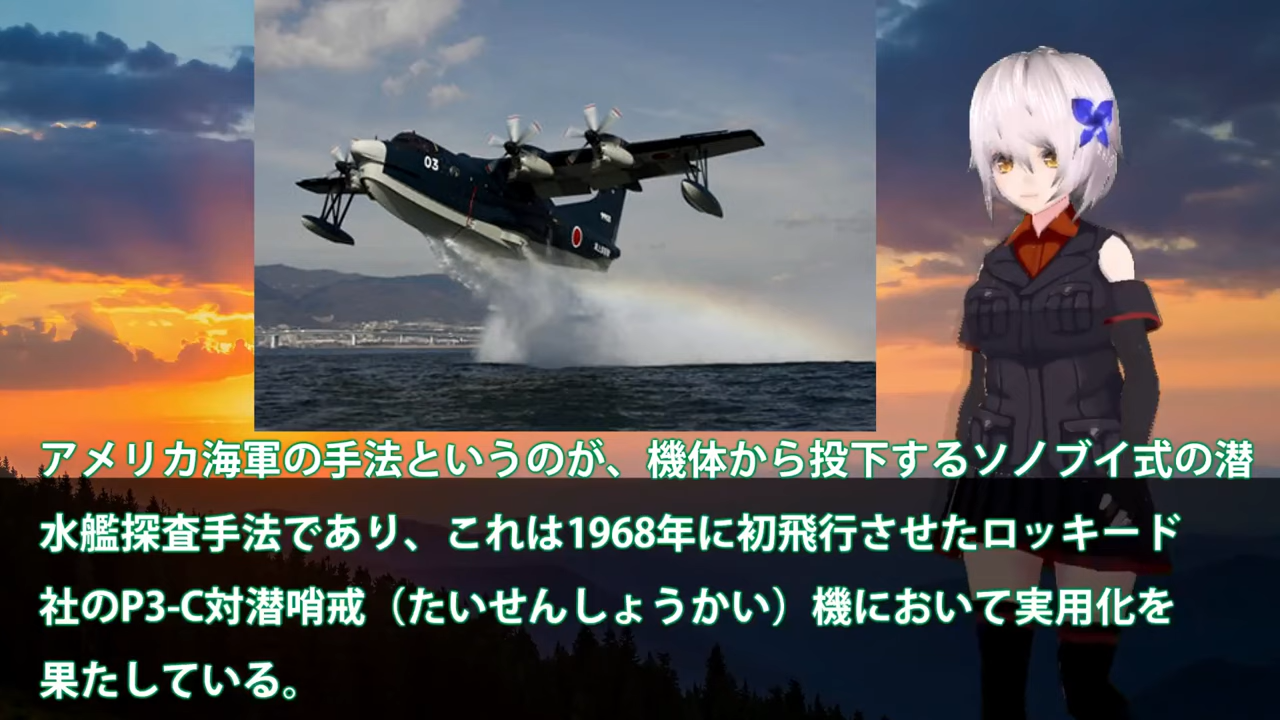 03
アメリカ海軍の手法というのが、機体から投下するソノブイ式の潜
水艦探査手法であり、これは1968年に初飛行させたロッキード
社のP3-C対潜哨戒（たいせんしょうかい）機において実用化を
果たしている。